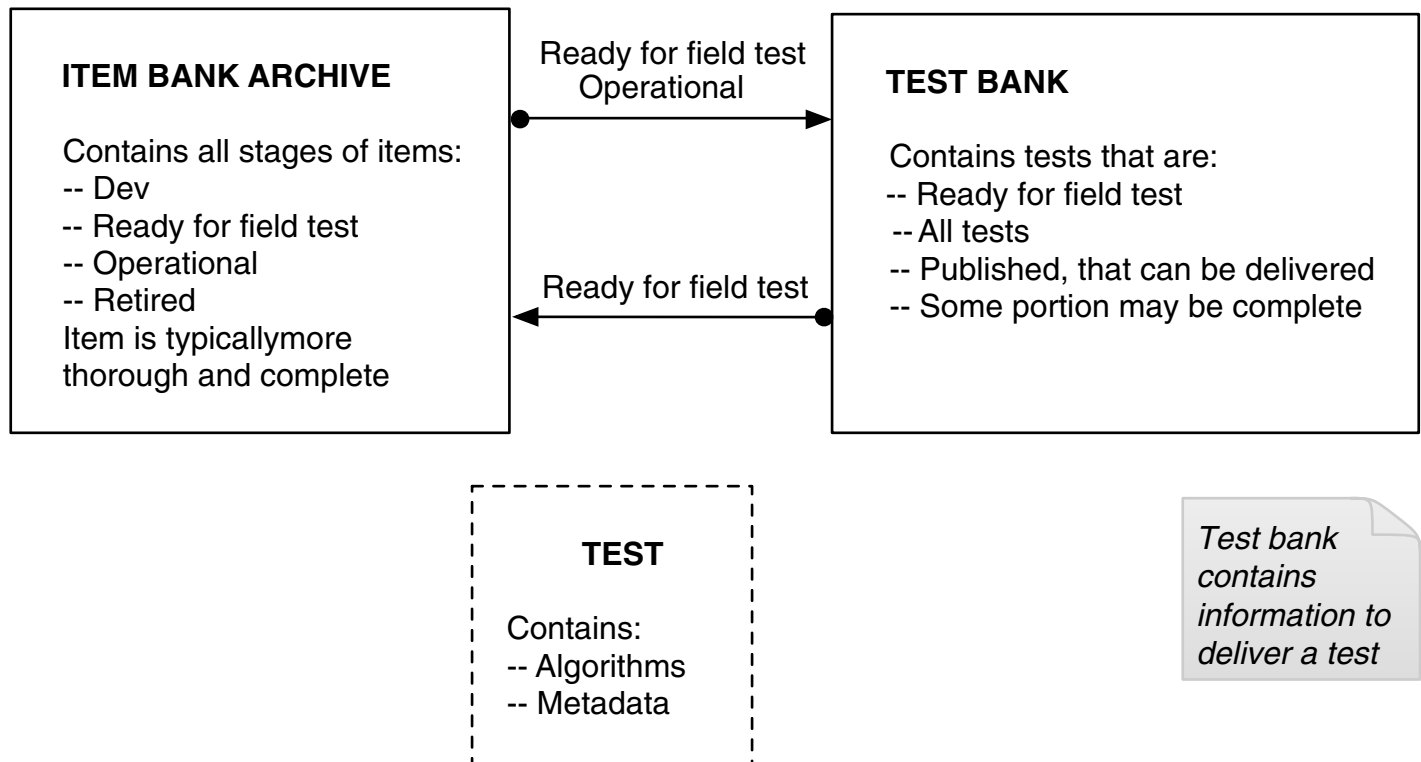 ITEM BANK ARCHIVE
Contains all stages of items:
-- Dev
-- Ready for field test
-- Operational
-- Retired
Item is typicallymore
thorough and complete
Ready for field test
Operational
Ready for field test
TEST BANK
Contains tests that are:
-- Ready for field test
-- All tests
-- Published, that can be delivered
-- Some portion may be complete
TEST
Contains:
-- Algorithms
-- Metadata
Test bank
contains
information to
deliver a test